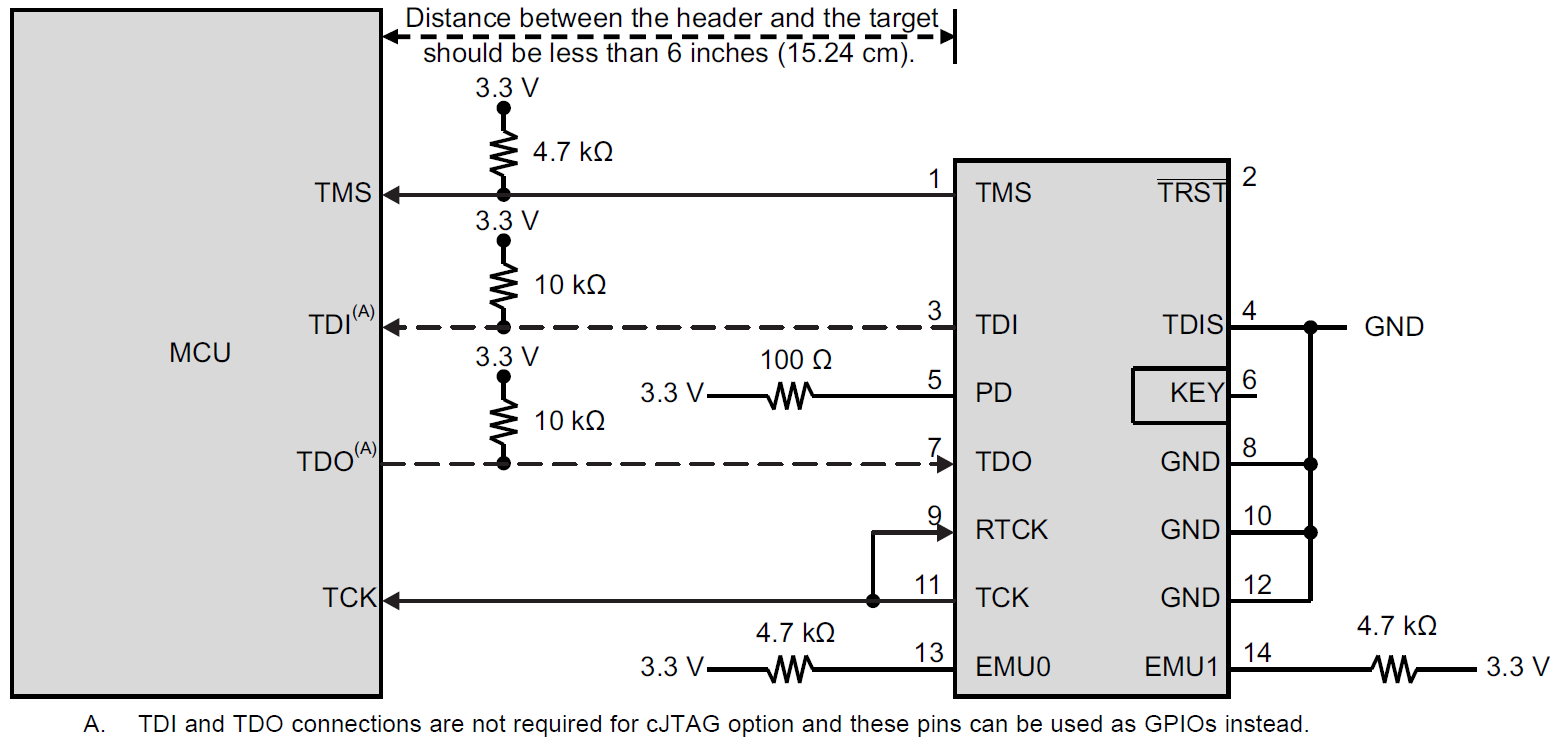 Distance between the header and the target
should be less than 6 inches (15.24 cm).
3.3 V
4.7 kΩ
TMS
1
TMS
TRST
2
3.3 V
10 kΩ
TDI(A)
3
TDI
TDIS
4
GND
MCU
3.3 V
100 Ω
3.3 V
5
PD
KEY
6
10 kΩ
TDO(A)
7
TDO
GND
8
9
RTCK
GND
10
TCK
11
TCK
GND
12
4.7 kΩ
3.3 V
13
EMU0
EMU1
14
4.7 kΩ
3.3 V
A. TDI and TDO connections are not required for cJTAG option and these pins can be used as GPIOs instead.